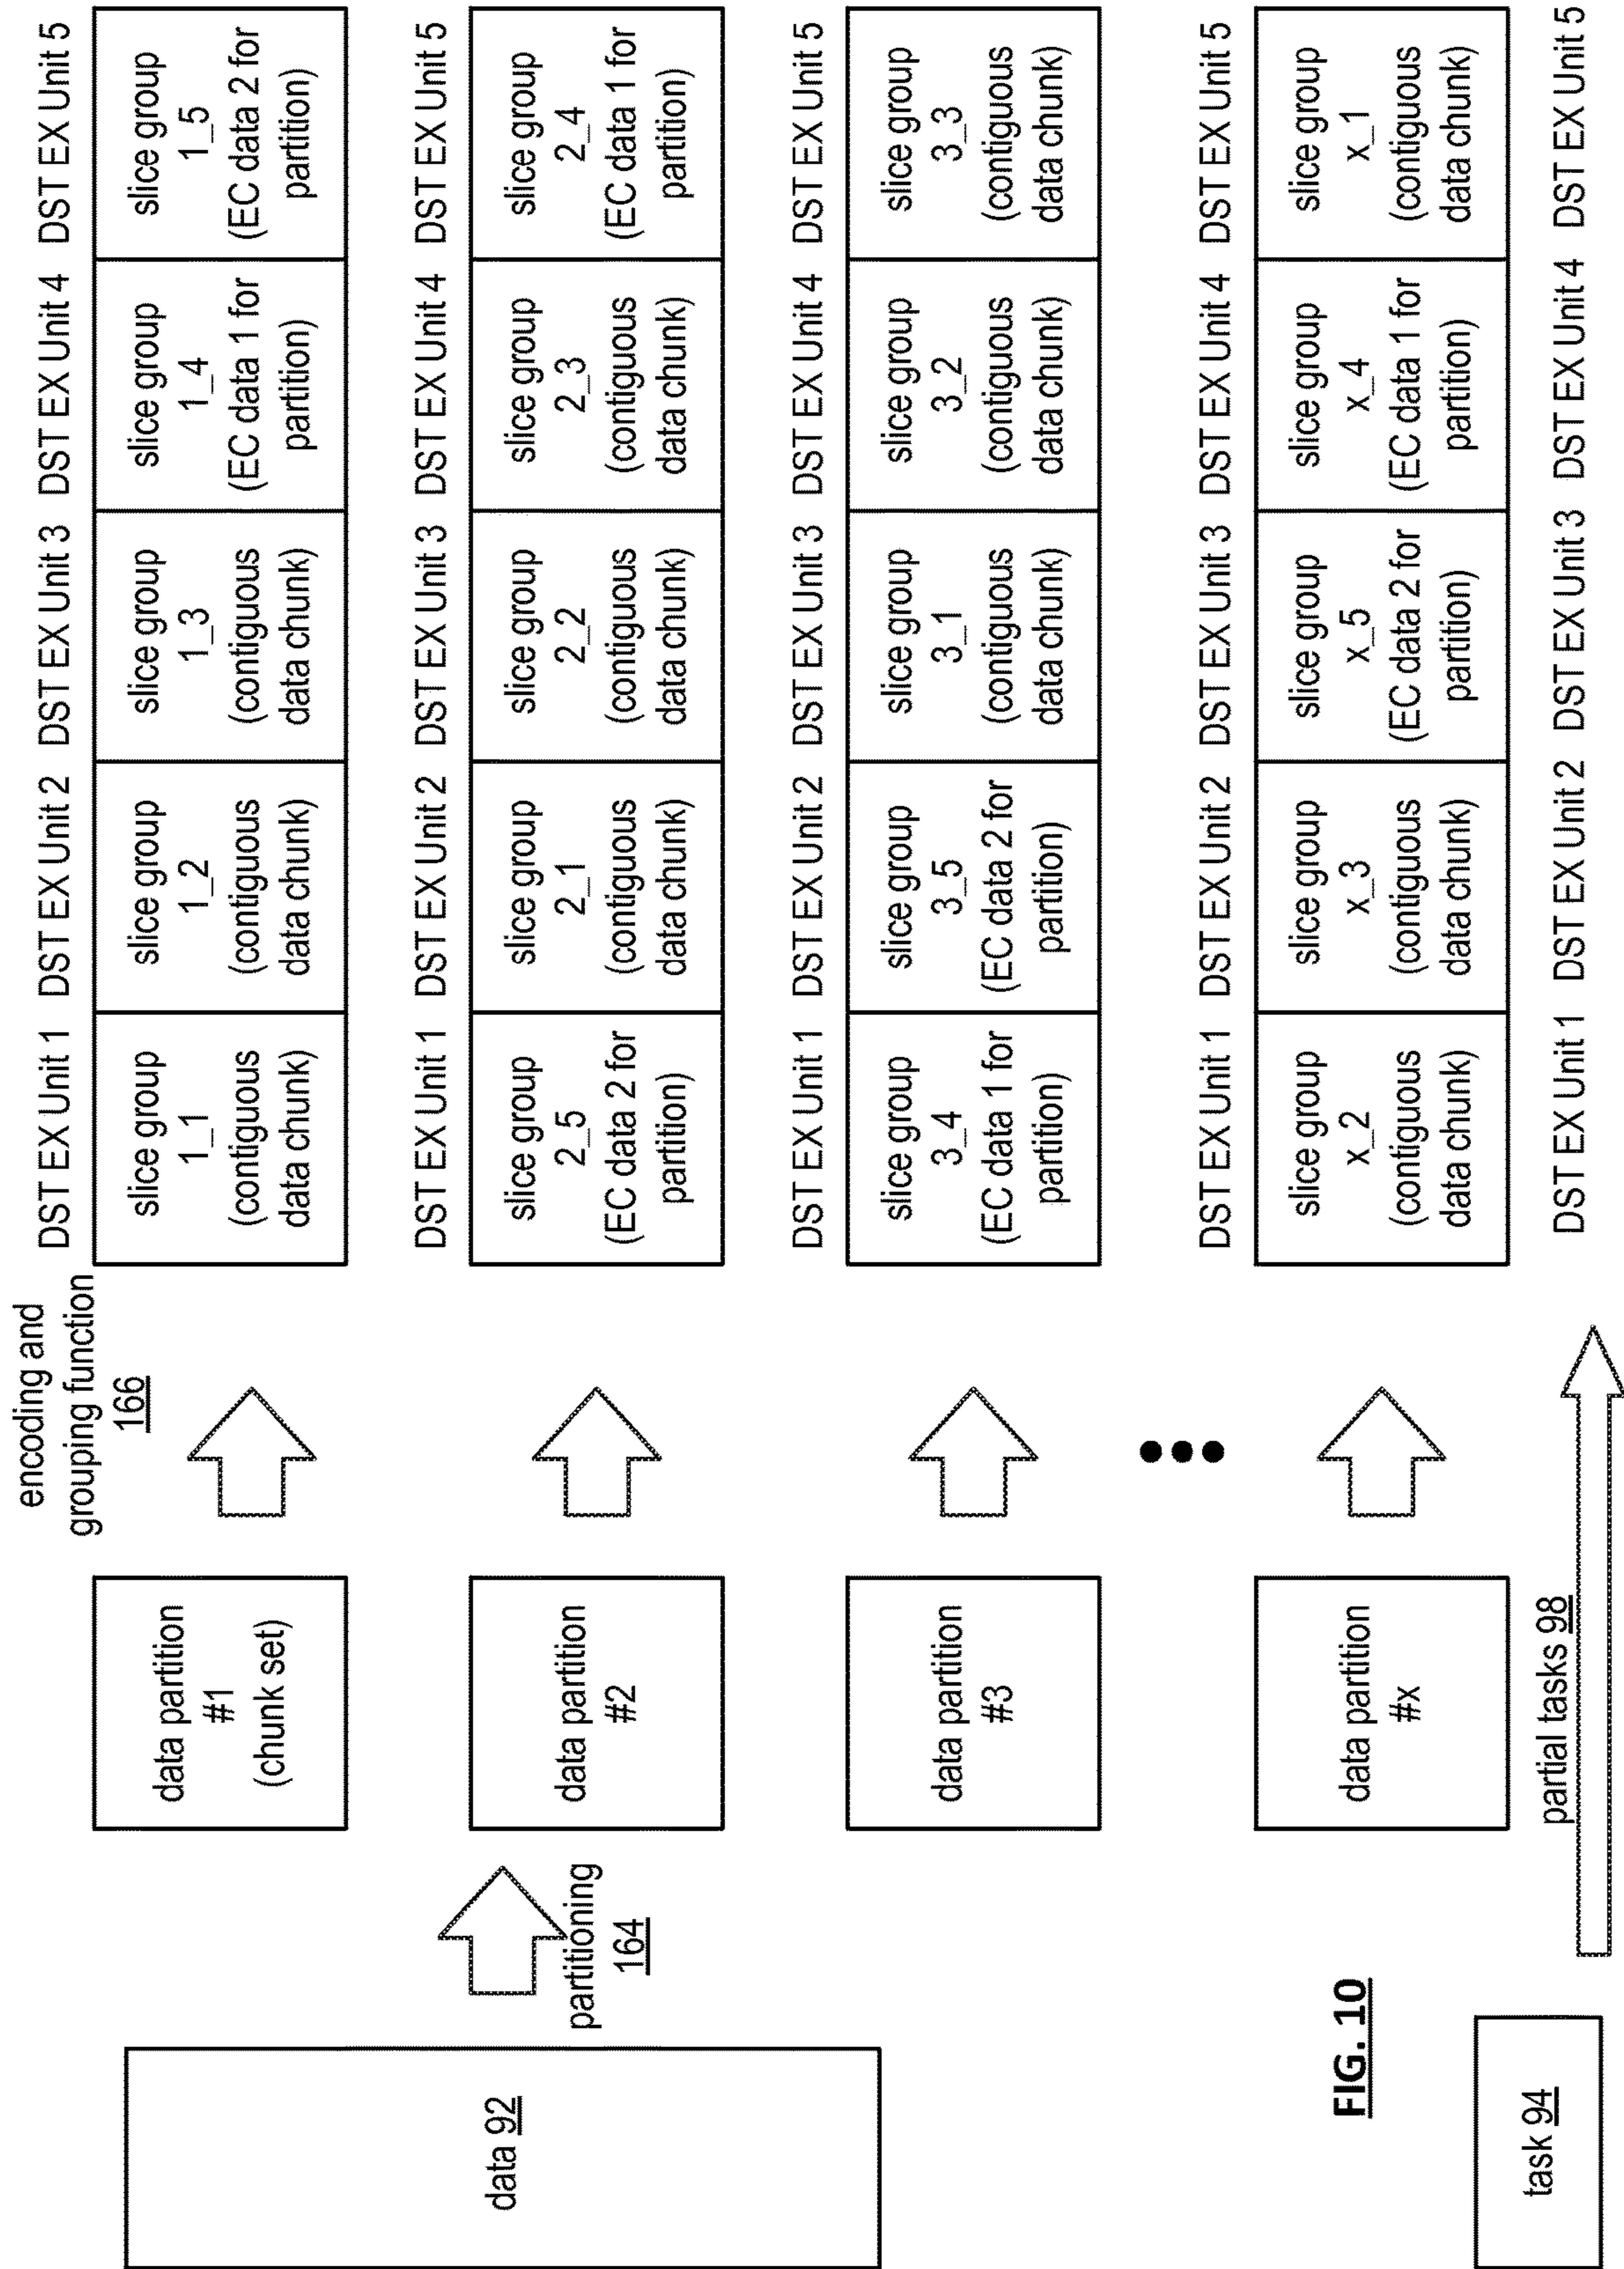 encoding and
grouping function
166
DST EX Unit 1 DST EX Unit 2 DST EX Unit 3 DST EX Unit 4 DST EX Unit 5
data partition
#1
(chunk set)
slice group
1_1
(contiguous
data chunk)
slice group
1_2
(contiguous
data chunk)
slice group
1_3
(contiguous
data chunk)
slice group
1_4
(EC data 1 for
partition)
slice group
1_5
(EC data 2 for
partition)
data 92
partitioning
164
DST EX Unit 1 DST EX Unit 2 DST EX Unit 3 DST EX Unit 4 DST EX Unit 5
data partition
#2
slice group
2_5
(EC data 2 for
partition)
slice group
2_1
(contiguous
data chunk)
slice group
2_2
(contiguous
data chunk)
slice group
2_3
(contiguous
data chunk)
slice group
2_4
(EC data 1 for
partition)
DST EX Unit 1 DST EX Unit 2 DST EX Unit 3 DST EX Unit 4 DST EX Unit 5
data partition
#3
slice group
3_4
(EC data 1 for
partition)
slice group
3_5
(EC data 2 for
partition)
slice group
3_1
(contiguous
data chunk)
slice group
3_2
(contiguous
data chunk)
slice group
3_3
(contiguous
data chunk)
DST EX Unit 1 DST EX Unit 2 DST EX Unit 3 DST EX Unit 4 DST EX Unit 5
data partition
#x
slice group
x_2
(contiguous
data chunk)
slice group
x_3
(contiguous
data chunk)
slice group
x_5
(EC data 2 for
partition)
slice group
x_4
(EC data 1 for
partition)
slice group
x_1
(contiguous
data chunk)
FIG. 10
task 94
partial tasks 98
DST EX Unit 1 DST EX Unit 2 DST EX Unit 3 DST EX Unit 4 DST EX Unit 5